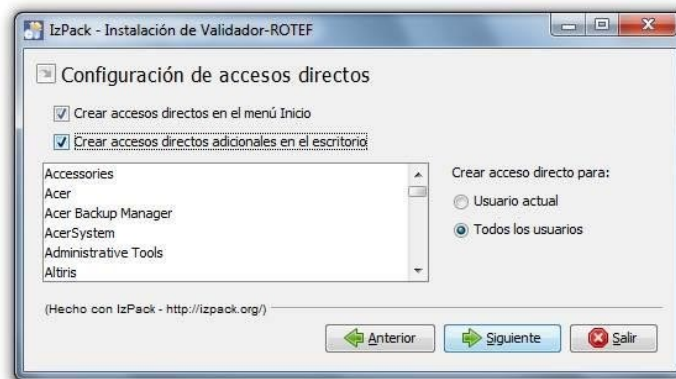 IzPack - Instalación de Validador-ROTEF
Configuración de accesos directos
Crear accesos directos en el menú Inicio
Crear accesos directos adicionales en el escritorio
Accessories
Acer
Acer Backup Manager
AcerSystem
Administrative Tools
Altiris
Crear acceso directo para:
Usuario actual
Todos los usuarios
(Hecho con IzPack - http://izpack.org/)
Anterior
Siguiente
Salir